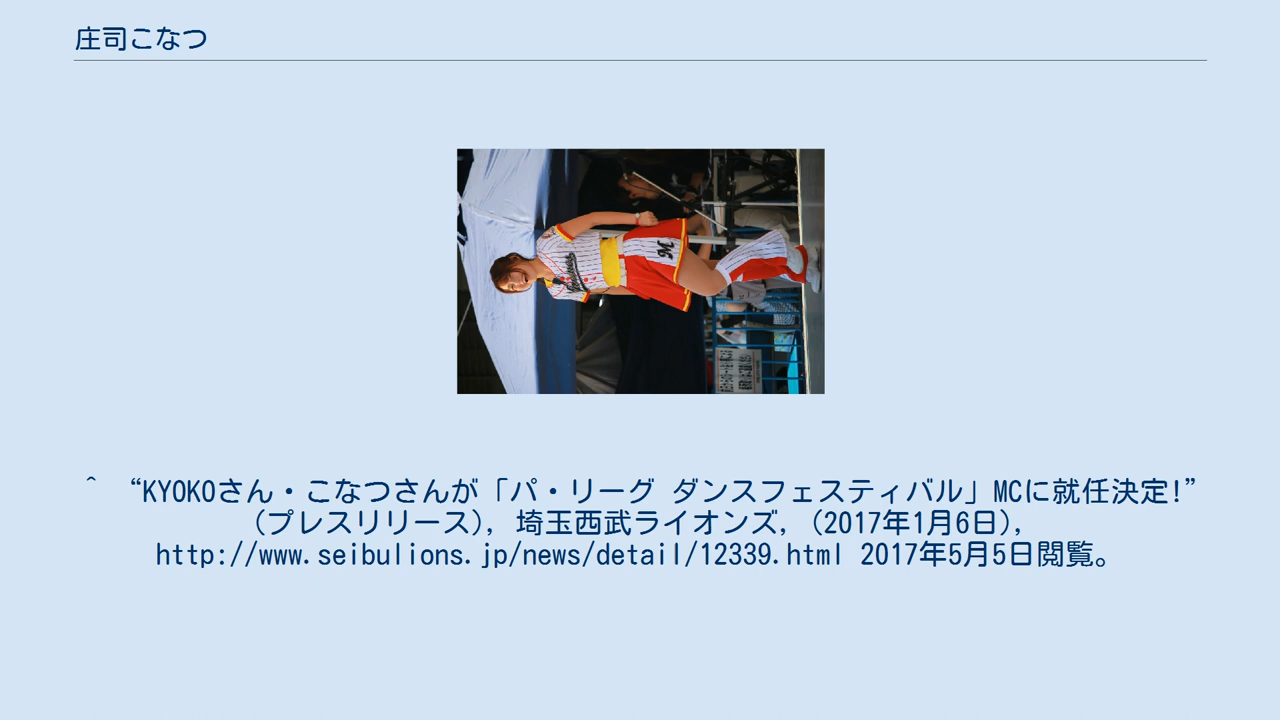 庄司こなつ
^ “KYOKOさん・こなつさんが「パ・リーグ ダンスフェスティバル」MCに就任決定!”
(プレスリリース), 埼玉西武ライオンズ, (2017年1月6日),
http://www.seibulions.jp/news/detail/12339.html 2017年5月5日閲覧。